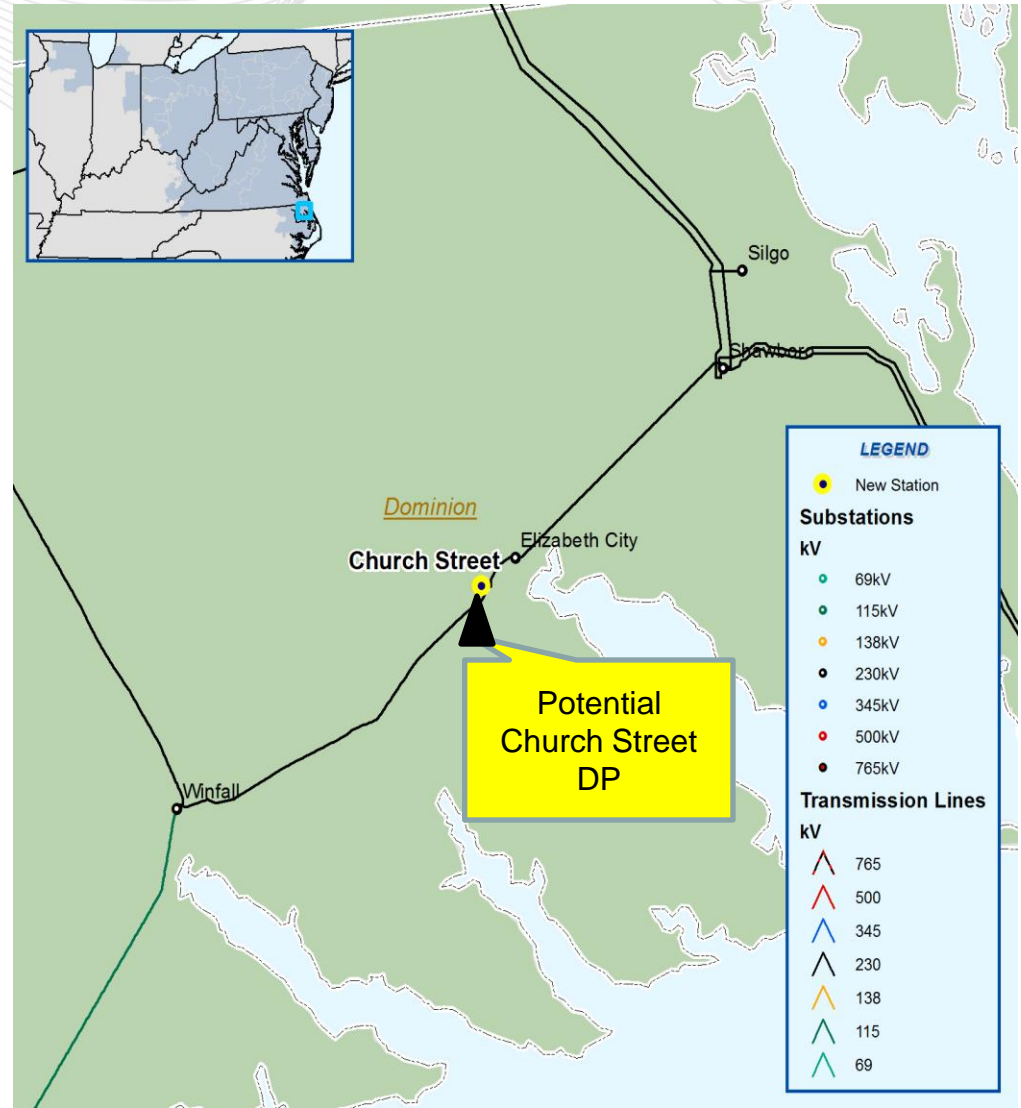 Silgo
Shawboro
Dominion
Elizabeth City
Church Street
Potential
Church Street
DP
Winfall
LEGEND
New Station
Substations
kV
69kV
115kV
138kV
230kV
345kV
500kV
765kV
Transmission Lines
kV
765
500
345
230
138
115
69